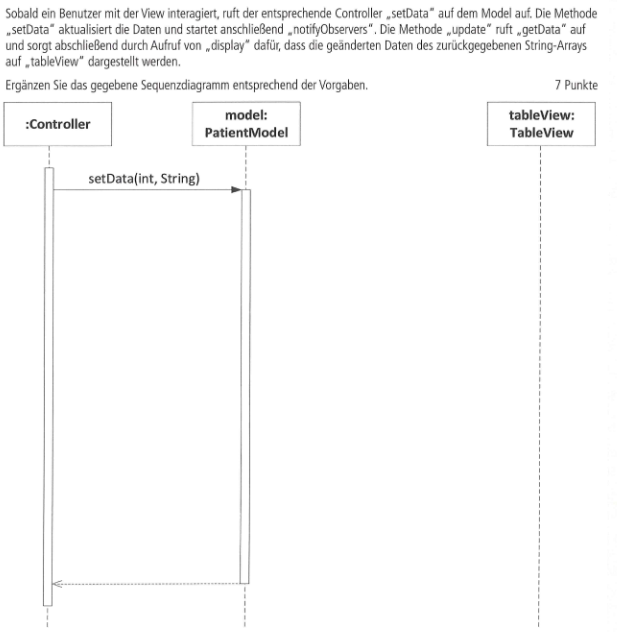 Sobald ein Benutzer mit der View interagiert, ruft der entsprechende Controller „setData“ auf dem Model auf. Die Methode
„setData“ aktualisiert die Daten und startet anschließend „notifyObservers“. Die Methode „update“ ruft „getData“ auf
und sorgt abschließend durch Aufruf von „display“ dafür, dass die geänderten Daten des zurückgegebenen String-Arrays
auf „tableView“ dargestellt werden.
Ergänzen Sie das gegebene Sequenzdiagramm entsprechend der Vorgaben. 7 Punkte
:Controller
model:
PatientModel
tableView:
TableView
setData(int, String)